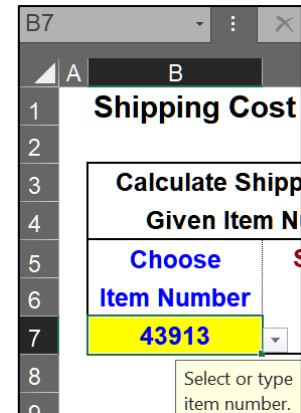 B7
A B
1 Shipping Cost
2
3 Calculate Shipp
4 Given Item Nu
5 Choose S
6 Item Number
7 43913
8 Select or type
9 item number.